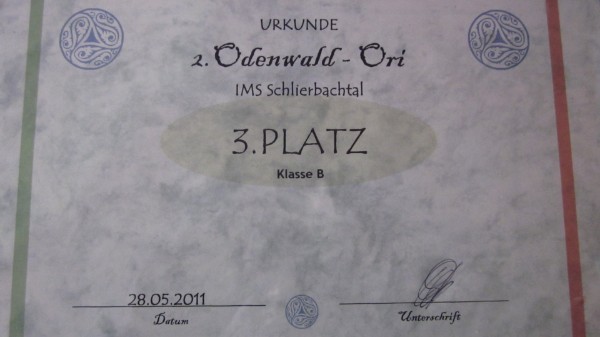 URKUNDE
2. Odenwald - Ori
IMS Schlierbachtal
3. PLATZ
Klasse B
28.05.2011
Datum
Unterschrift